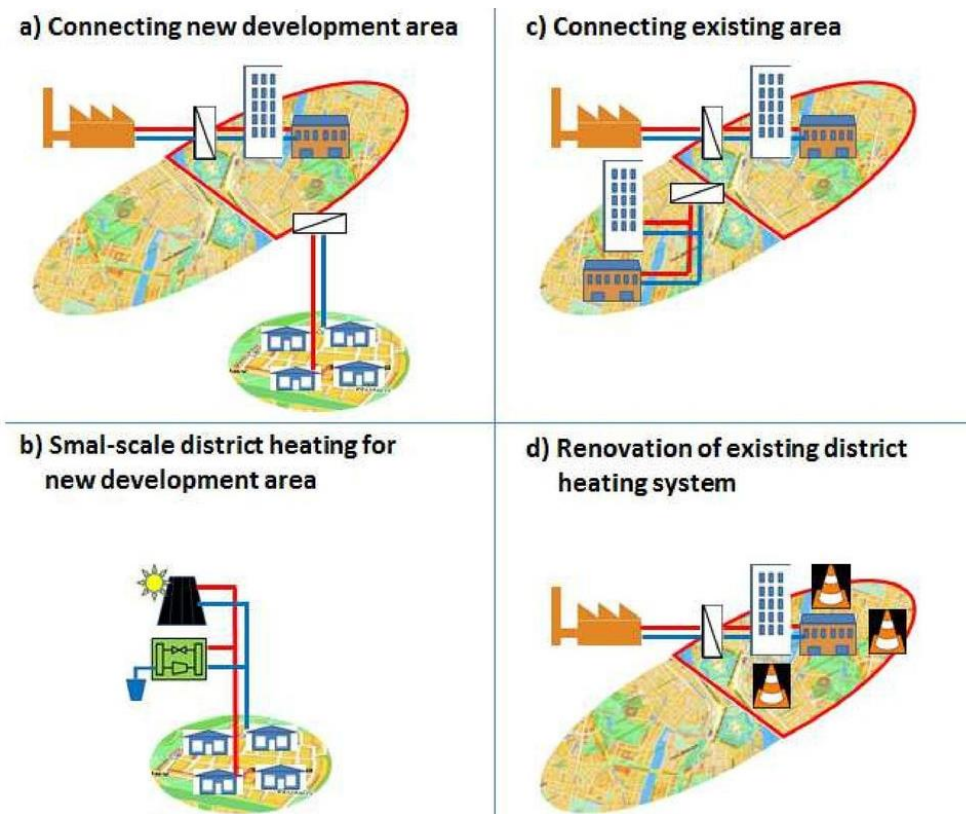 a) Connecting new development area
c) Connecting existing area
b) Smal-scale district heating for
new development area
d) Renovation of existing district
heating system